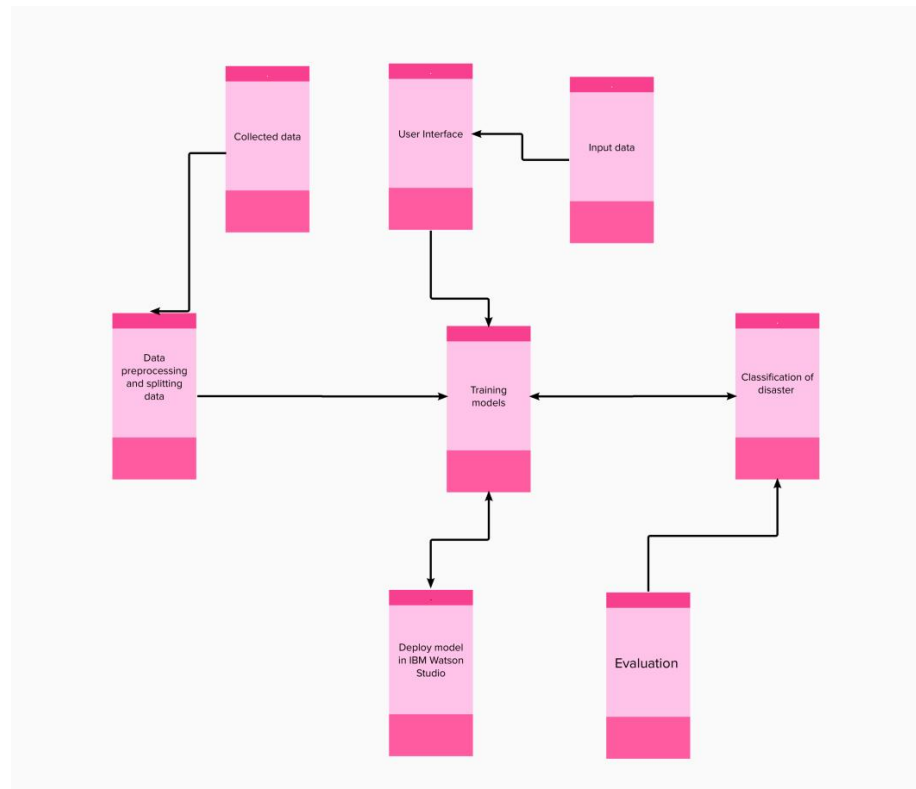 Collected data
User Interface
Input data
Data
preprocessing
and splitting
data
Training
models
Classification of
disaster
Deploy model
in IBM Watson
Studio
Evaluation